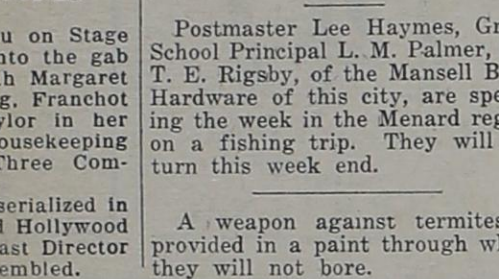 u on Stage
nto the gab
h Margaret
g. Franchot
ylor in her
ousekeeping
Three Com-
serialized in
d Hollywood
ast Director
embled.
Postmaster Lee Haymes, Gr
School Principal L. M. Palmer,
T. E. Rigsby, of the Mansell B
Hardware of this city, are spe
ing the week in the Menard reg
on a fishing trip. They will
turn this week end.
A weapon against termites
provided in a paint through wh
they will not bore.